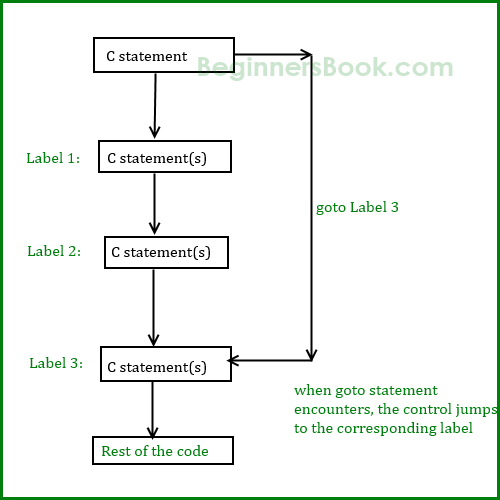 C statement
BeginnersBook.com
Label 1:
C statement(s)
goto Label 3
Label 2:
C statement(s)
Label 3:
C statement(s)
when goto statement
encounters, the control jumps
to the corresponding label
Rest of the code